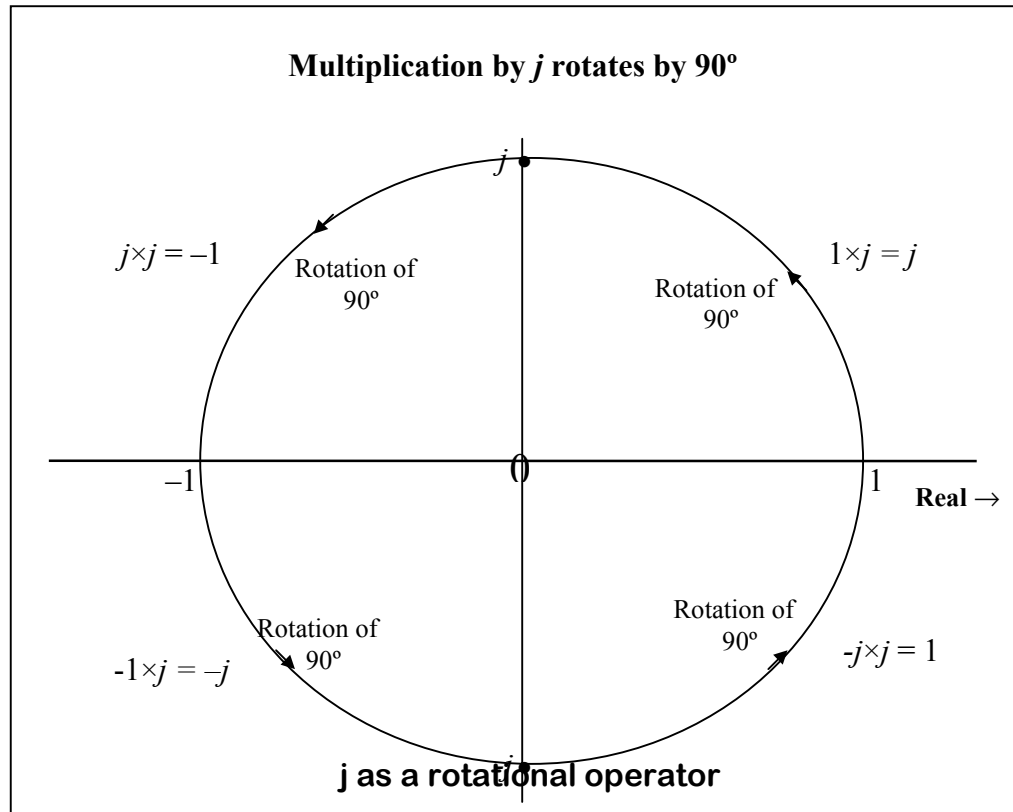 Multiplication by j rotates by 90º
j
j×j = –1
1×j = j
Rotation of
90º
Rotation of
90º
–1
0
1
Real →
Rotation of
90º
Rotation of
90º
-1×j = –j
-j×j = 1
-j
j as a rotational operator